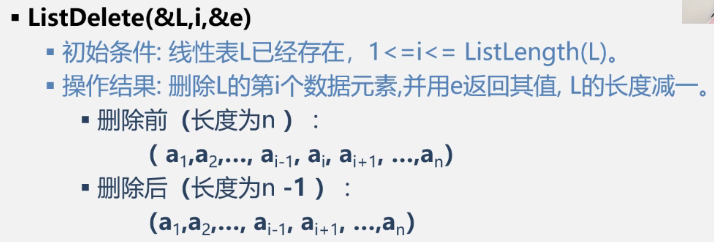 ▪ ListDelete(&L,i,&e)
▪ 初始条件: 线性表L已经存在，1<=i<= ListLength(L)。
▪ 操作结果: 删除L的第i个数据元素,并用e返回其值, L的长度减一。
▪ 删除前（长度为n ）：
( a₁,a₂,…, aᵢ₋₁, aᵢ, aᵢ₊₁, …,aₙ)
▪ 删除后（长度为n -1 ）：
(a₁,a₂,…, aᵢ₋₁, aᵢ₊₁, …,aₙ)